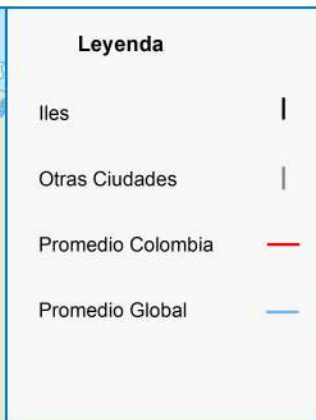 Leyenda
Iles
Otras Ciudades
Promedio Colombia
Promedio Global